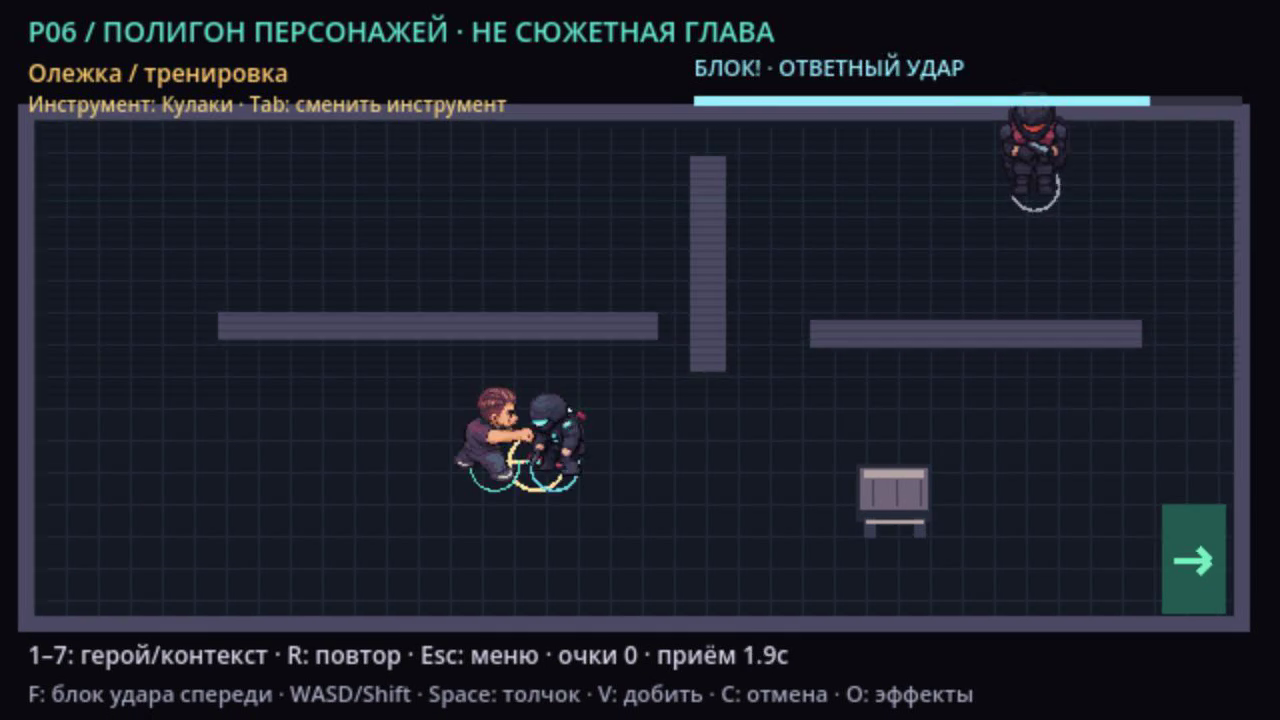 P06 / ПОЛИГОН ПЕРСОНАЖЕЙ · НЕ СЮЖЕТНАЯ ГЛАВА
Олежка / тренировка
БЛОК! · ОТВЕТНЫЙ УДАР
Инструмент: Кулаки · Tab: сменить инструмент
1–7: герой/контекст · R: повтор · Esc: меню · очки 0 · приём 1.9с
F: блок удара спереди · WASD/Shift · Space: толчок · V: добить · C: отмена · O: эффекты